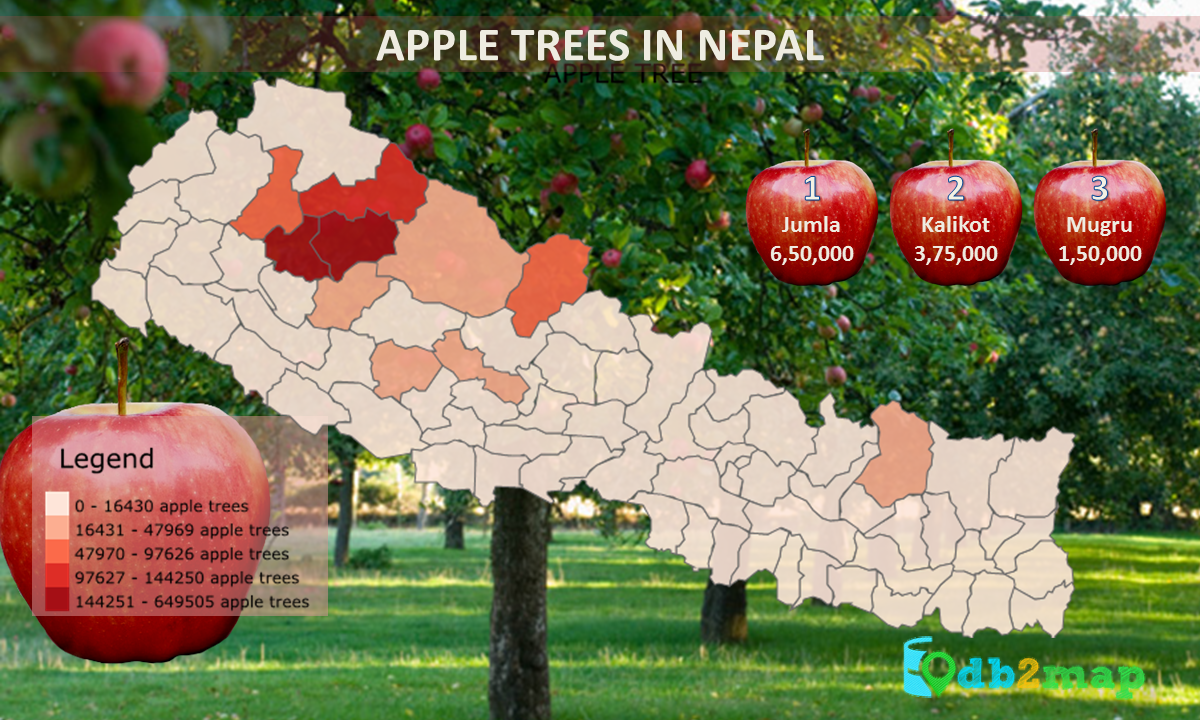 APPLE TREES IN NEPAL
APPLE TREE
1
Jumla
6,50,000
2
Kalikot
3,75,000
3
Mugru
1,50,000
Legend
0 - 16430 apple trees
16431 - 47969 apple trees
47970 - 97626 apple trees
97627 - 144250 apple trees
144251 - 649505 apple trees
db2map